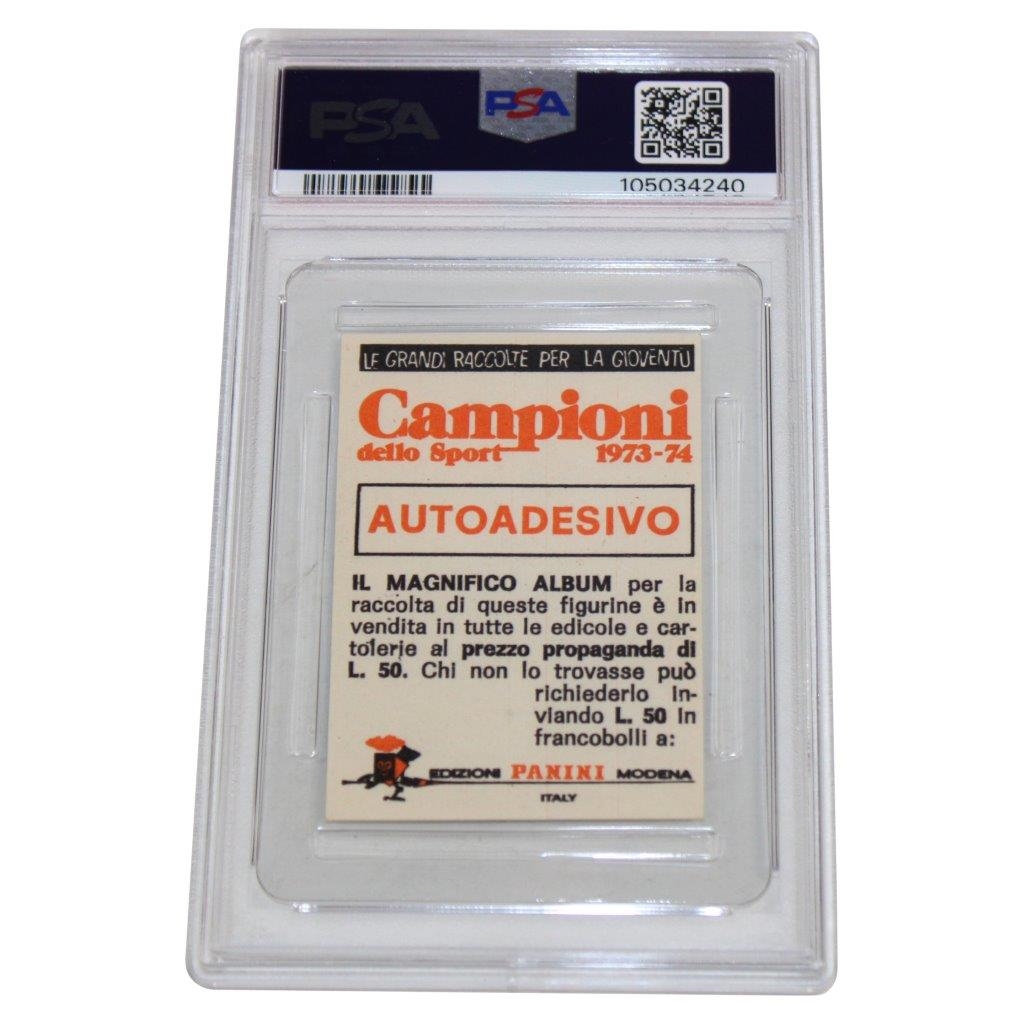 PSA
PSA
105034240
LE GRANDI RACCOLTE PER LA GIOVENTÙ
Campioni
dello Sport 1973-74
AUTOADESIVO
IL MAGNIFICO ALBUM per la
raccolta di queste figurine è in
vendita in tutte le edicole e car-
tolerie al prezzo propaganda di
L. 50. Chi non lo trovasse può
richiederlo in-
viando L. 50 in
francobolli a:
EDIZIONI PANINI MODENA
ITALY